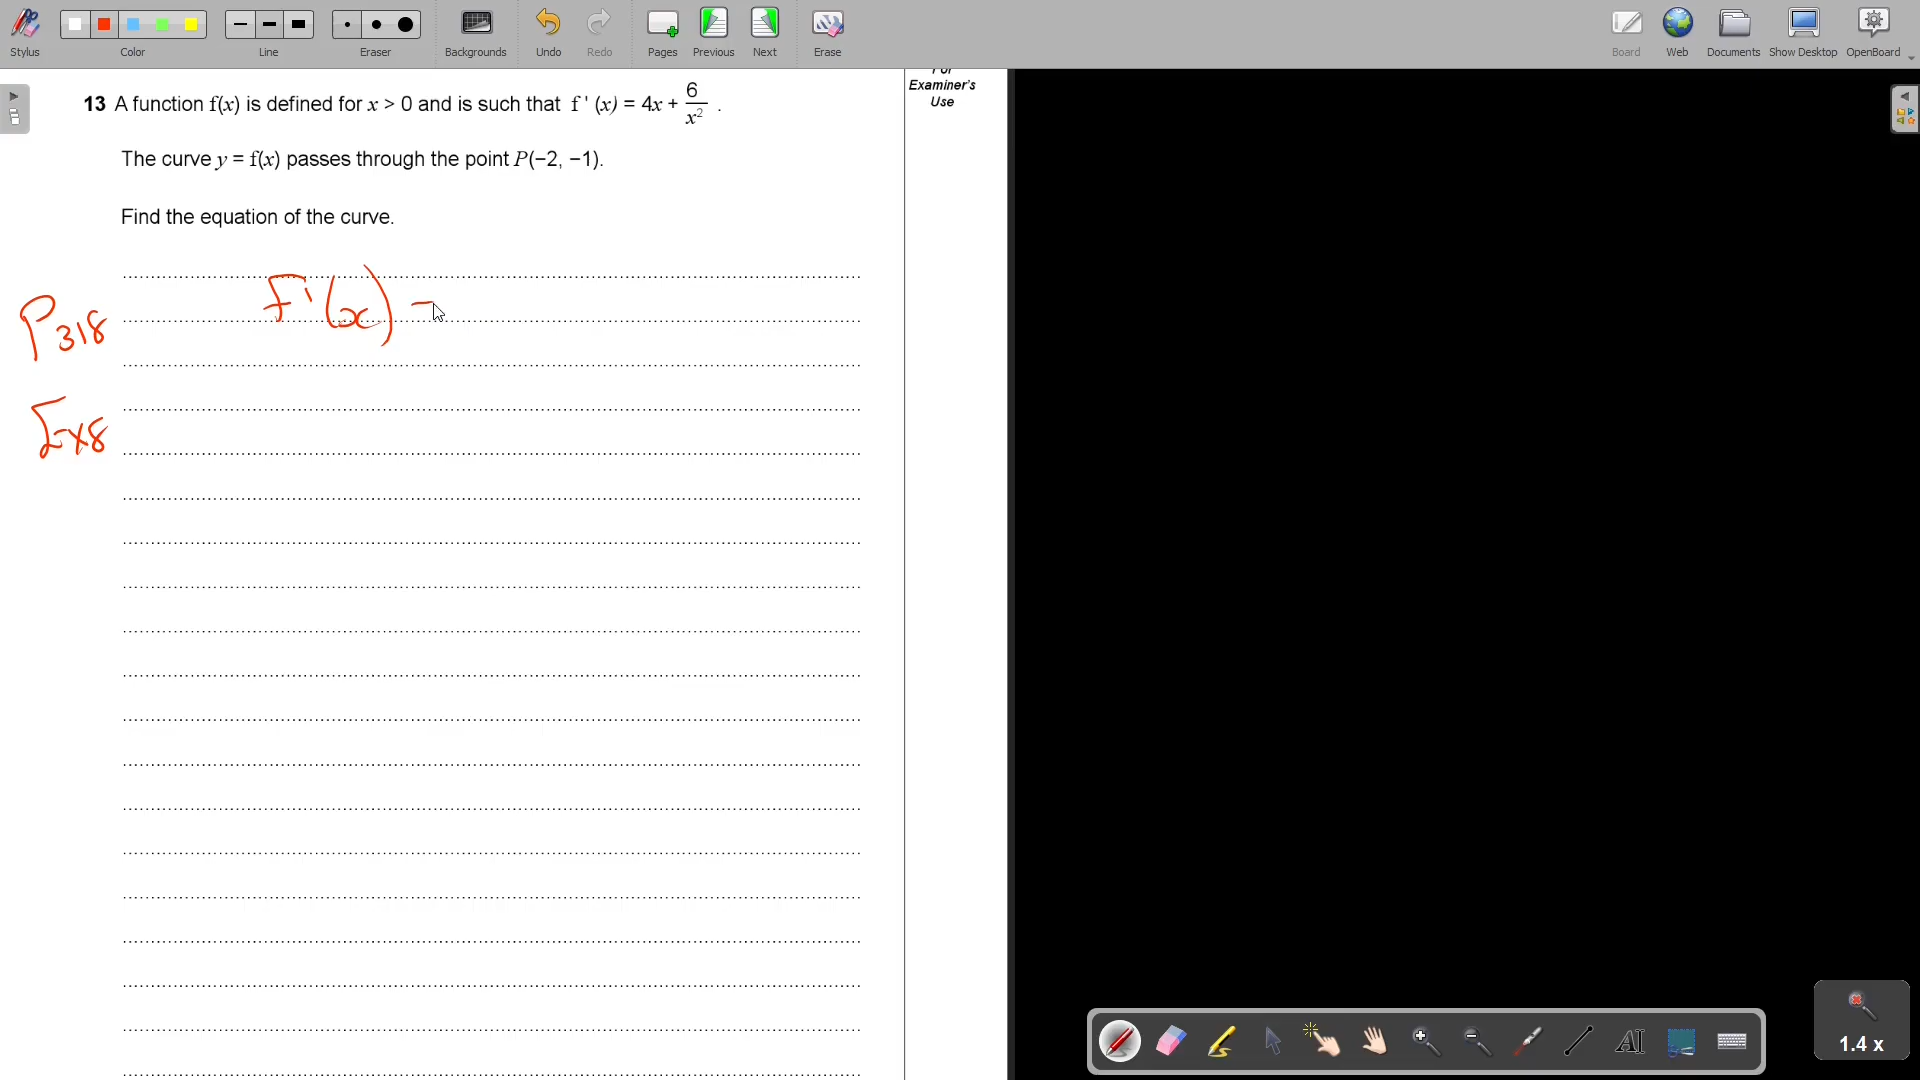 Stylus Color Line Eraser Backgrounds Undo Redo Pages Previous Next Erase Board Web Documents Show Desktop OpenBoard
For
Examiner's
Use
13 A function f(x) is defined for x > 0 and is such that f ' (x) = 4x + 6/x² .
The curve y = f(x) passes through the point P(−2, −1).
Find the equation of the curve.
f'(x) -
P318
Ex8
1.4 x